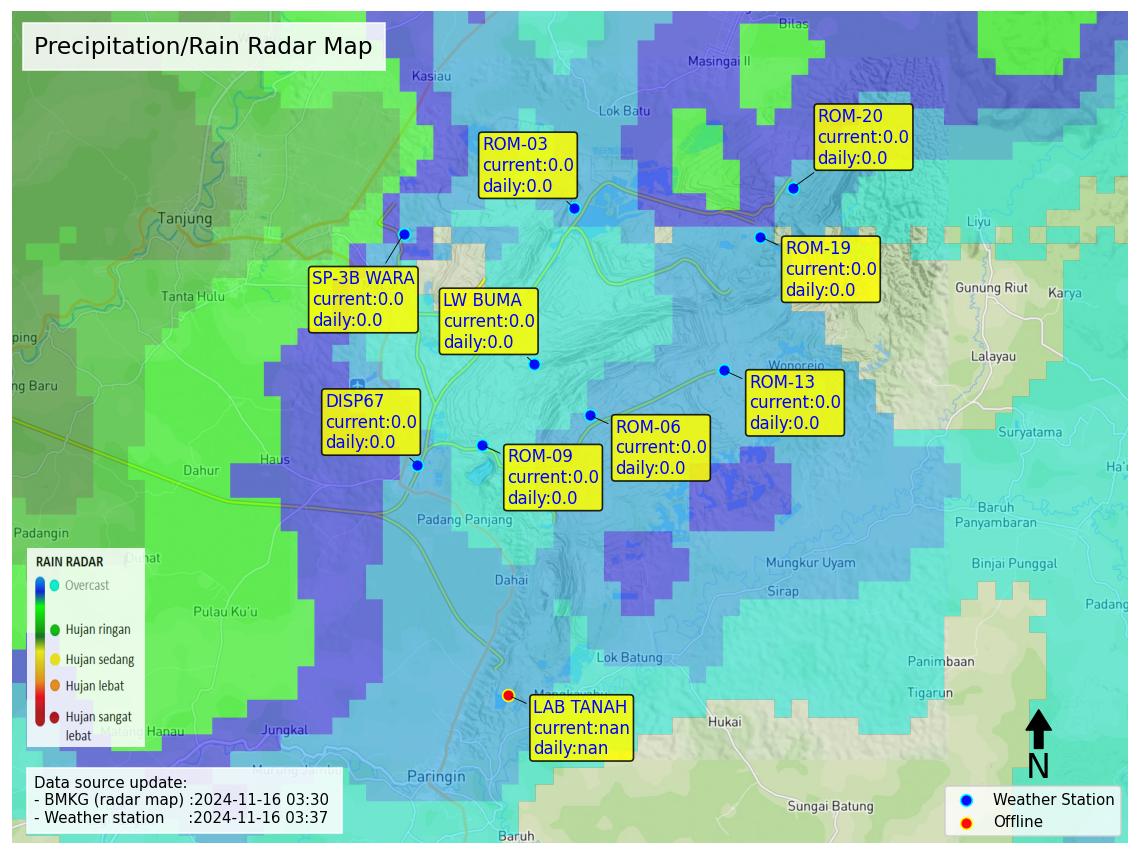 Precipitation/Rain Radar Map
Bilas
Masingai II
Kasiau
Lok Batu
ROM-20
current:0.0
daily:0.0
ROM-03
current:0.0
daily:0.0
Tanjung
Liyu
ROM-19
current:0.0
daily:0.0
SP-3B WARA
current:0.0
daily:0.0
Tanta Hulu
LW BUMA
current:0.0
daily:0.0
Gunung Riut
Karya
ping
Lalayau
Wonorejo
ng Baru
ROM-13
current:0.0
daily:0.0
DISP67
current:0.0
daily:0.0
ROM-06
current:0.0
daily:0.0
Suryatama
Haus
Dahur
ROM-09
current:0.0
daily:0.0
Ha'u
Baruh
Panyambaran
Padang Panjang
Padangin
Mungkur Uyam
Binjai Punggal
RAIN RADAR
Overcast
Hujan ringan
Hujan sedang
Hujan lebat
Hujan sangat
lebat
Dahai
Sirap
Padang
Pulau Ku'u
Lok Batung
Panimbaan
Tigarun
LAB TANAH
current:nan
daily:nan
Hukai
Hanau
Jungkal
Paringin
N
Data source update:
- BMKG (radar map) :2024-11-16 03:30
- Weather station :2024-11-16 03:37
Sungai Batung
Weather Station
Offline
Baruh